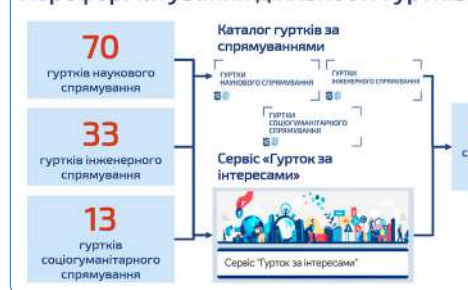 70
гуртків наукового
спрямування
33
гуртків інженерного
спрямування
13
гуртків
соціогуманітарного
спрямування
Каталог гуртків за
спрямуваннями
ГУРТКИ
НАУКОВОГО СПРЯМУВАННЯ
ГУРТКИ
ІНЖЕНЕРНОГО СПРЯМУВАННЯ
ГУРТКИ
СОЦІОГУМАНІТАРНОГО
СПРЯМУВАННЯ
Сервіс «Гурток за
інтересами»
Сервіс "Гурток за інтересами"